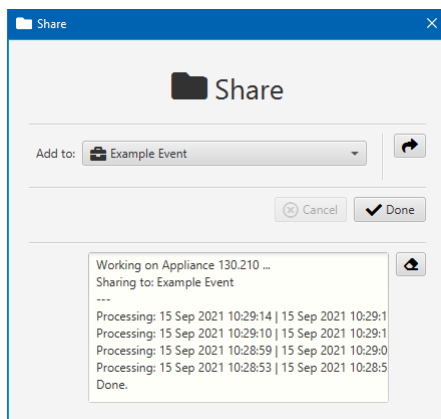 Share
Share
Add to: Example Event
Cancel Done
Working on Appliance 130.210 ...
Sharing to: Example Event
---
Processing: 15 Sep 2021 10:29:14 | 15 Sep 2021 10:29:1
Processing: 15 Sep 2021 10:29:10 | 15 Sep 2021 10:29:1
Processing: 15 Sep 2021 10:28:59 | 15 Sep 2021 10:29:0
Processing: 15 Sep 2021 10:28:53 | 15 Sep 2021 10:28:5
Done.